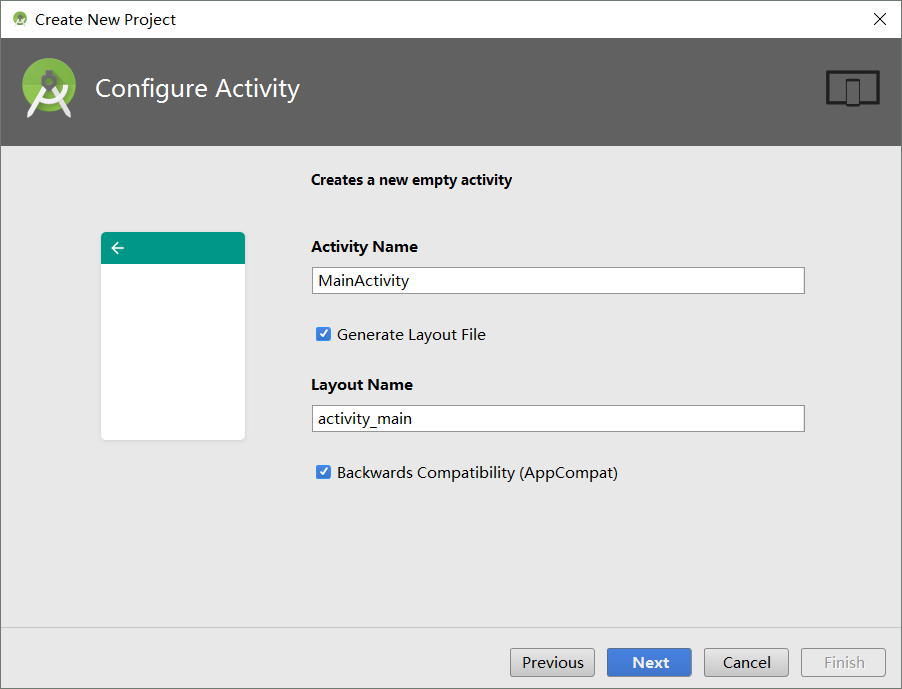 Create New Project
Configure Activity
Creates a new empty activity
Activity Name
MainActivity
Generate Layout File
Layout Name
activity_main
Backwards Compatibility (AppCompat)
Previous Next Cancel Finish